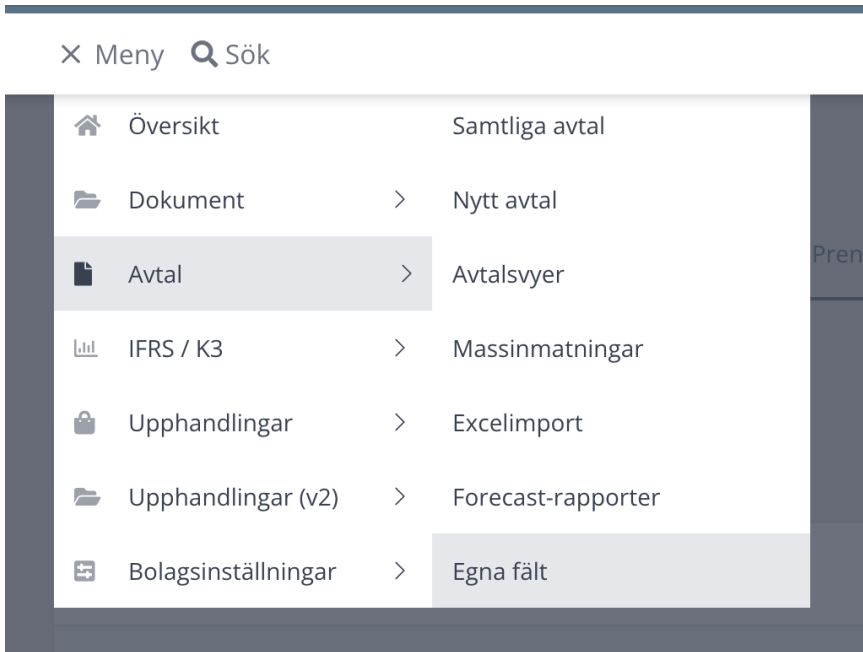 Meny Sök
Översikt
Dokument
Avtal
IFRS / K3
Upphandlingar
Upphandlingar (v2)
Bolagsinställningar
Samtliga avtal
Nytt avtal
Avtalsvyer
Massinmatningar
Excelimport
Forecast-rapporter
Egna fält
Pren